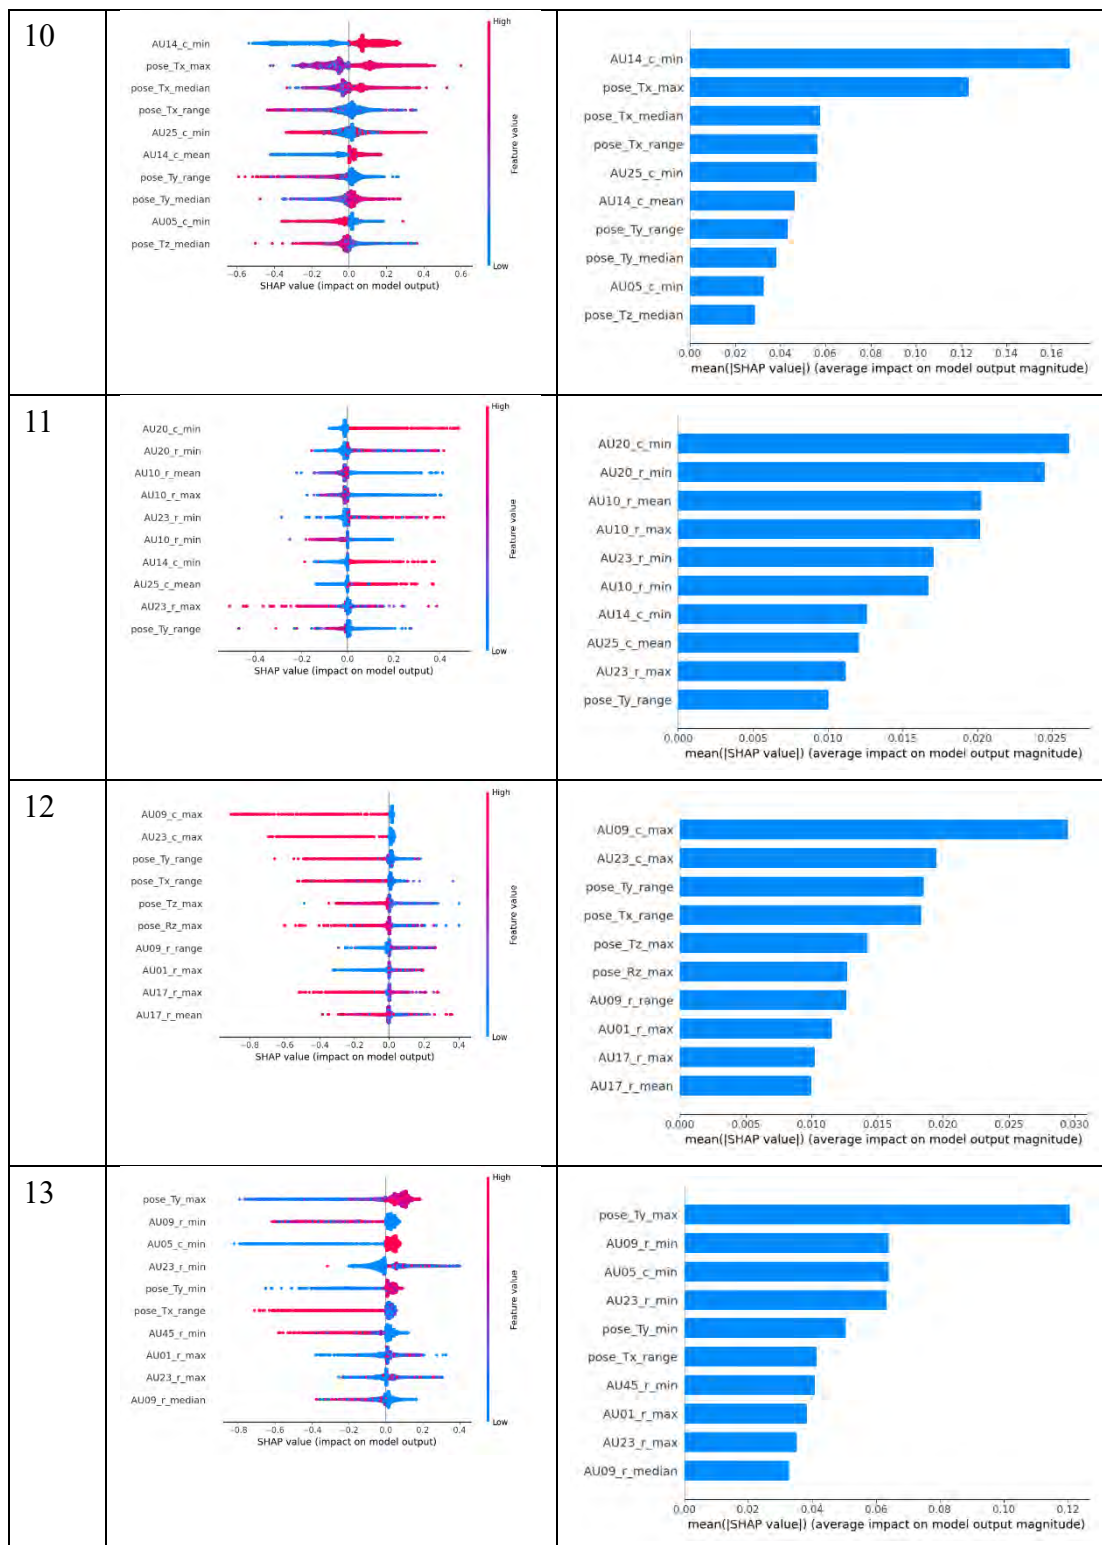 10
High
AU14_c_min
pose_Tx_max
pose_Tx_median
pose_Tx_range
AU25_c_min
AU14_c_mean
pose_Ty_range
pose_Ty_median
AU05_c_min
pose_Tz_median
Feature value
Low
−0.6 −0.4 −0.2 0.0 0.2 0.4 0.6
SHAP value (impact on model output)
AU14_c_min
pose_Tx_max
pose_Tx_median
pose_Tx_range
AU25_c_min
AU14_c_mean
pose_Ty_range
pose_Ty_median
AU05_c_min
pose_Tz_median
0.00 0.02 0.04 0.06 0.08 0.10 0.12 0.14 0.16
mean(|SHAP value|) (average impact on model output magnitude)
11
High
AU20_c_min
AU20_r_min
AU10_r_mean
AU10_r_max
AU23_r_min
AU10_r_min
AU14_c_min
AU25_c_mean
AU23_r_max
pose_Ty_range
Feature value
Low
−0.4 −0.2 0.0 0.2 0.4
SHAP value (impact on model output)
AU20_c_min
AU20_r_min
AU10_r_mean
AU10_r_max
AU23_r_min
AU10_r_min
AU14_c_min
AU25_c_mean
AU23_r_max
pose_Ty_range
0.000 0.005 0.010 0.015 0.020 0.025
mean(|SHAP value|) (average impact on model output magnitude)
12
High
AU09_c_max
AU23_c_max
pose_Ty_range
pose_Tx_range
pose_Tz_max
pose_Rz_max
AU09_r_range
AU01_r_max
AU17_r_max
AU17_r_mean
Feature value
Low
−0.8 −0.6 −0.4 −0.2 0.0 0.2 0.4
SHAP value (impact on model output)
AU09_c_max
AU23_c_max
pose_Ty_range
pose_Tx_range
pose_Tz_max
pose_Rz_max
AU09_r_range
AU01_r_max
AU17_r_max
AU17_r_mean
0.000 0.005 0.010 0.015 0.020 0.025 0.030
mean(|SHAP value|) (average impact on model output magnitude)
13
High
pose_Ty_max
AU09_r_min
AU05_c_min
AU23_r_min
pose_Ty_min
pose_Tx_range
AU45_r_min
AU01_r_max
AU23_r_max
AU09_r_median
Feature value
Low
−0.8 −0.6 −0.4 −0.2 0.0 0.2 0.4
SHAP value (impact on model output)
pose_Ty_max
AU09_r_min
AU05_c_min
AU23_r_min
pose_Ty_min
pose_Tx_range
AU45_r_min
AU01_r_max
AU23_r_max
AU09_r_median
0.00 0.02 0.04 0.06 0.08 0.10 0.12
mean(|SHAP value|) (average impact on model output magnitude)